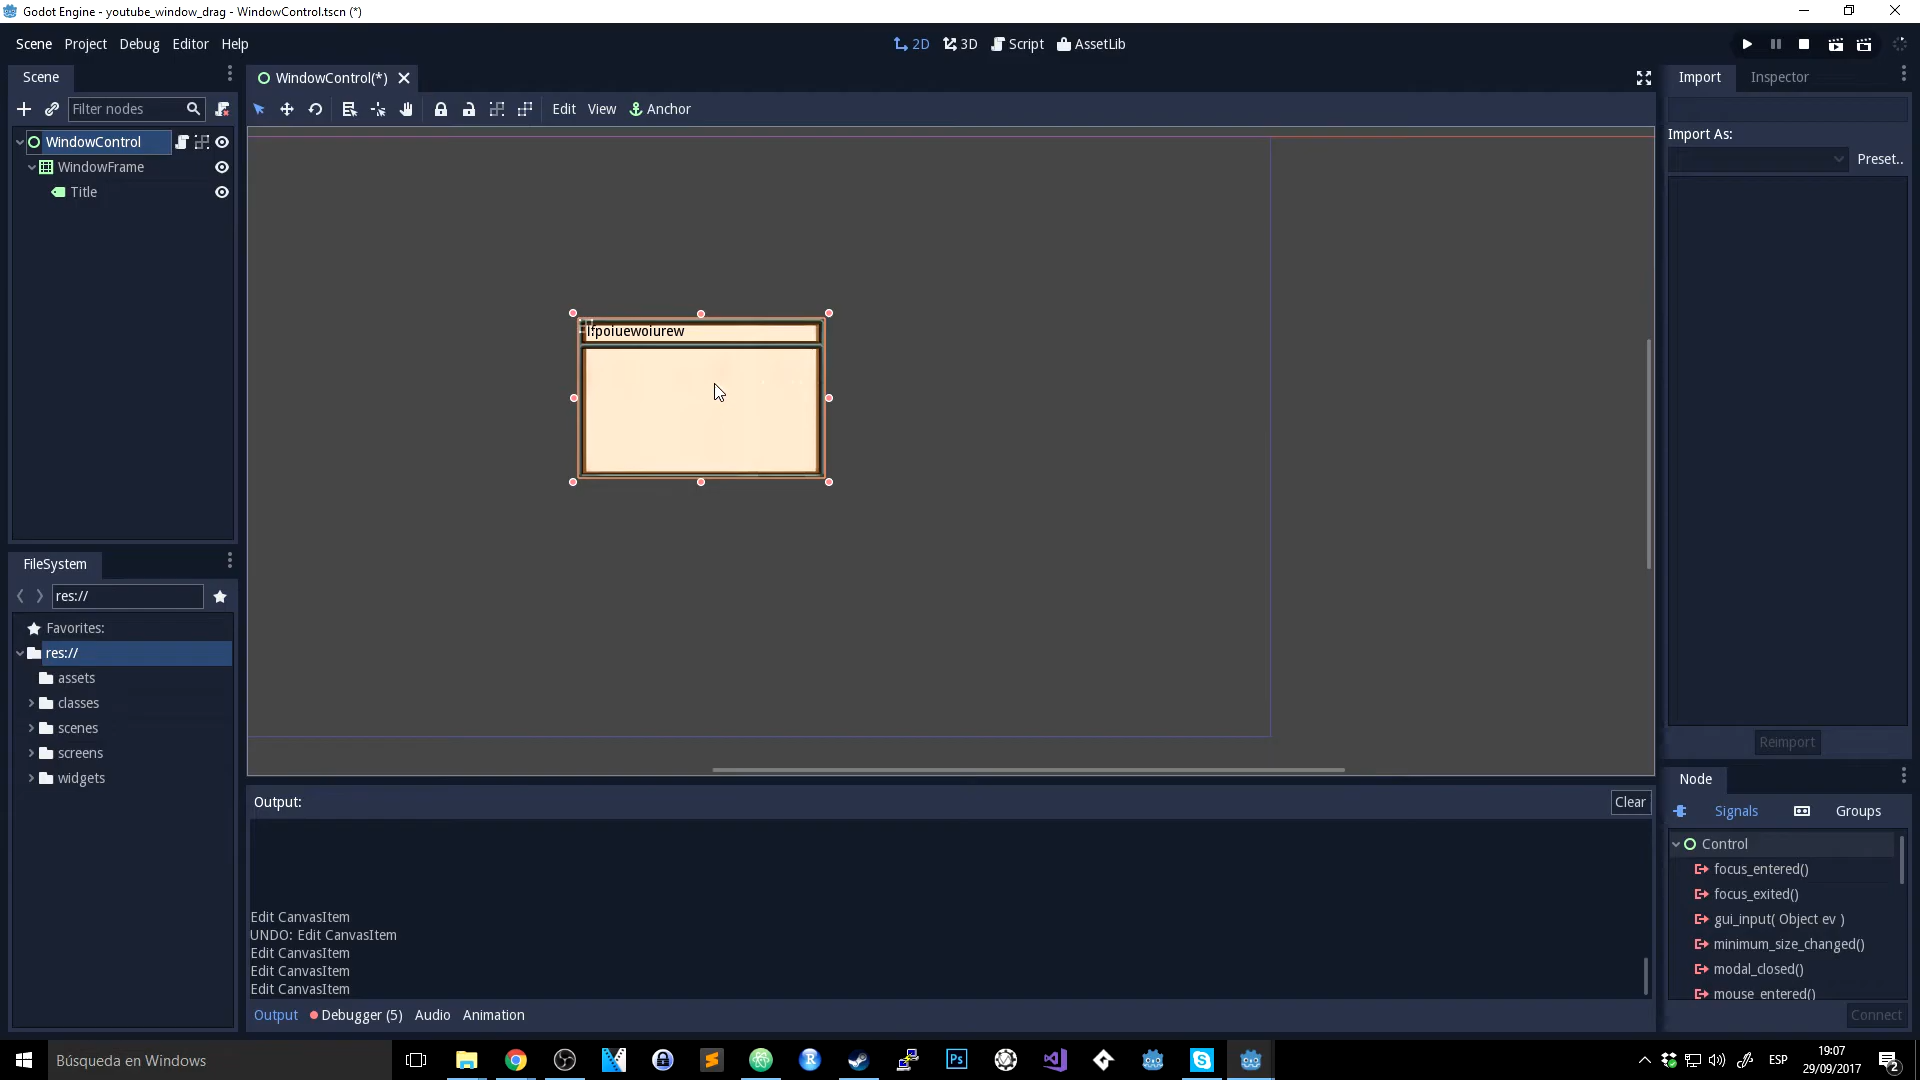 Godot Engine - youtube_window_drag - WindowControl.tscn (*)
Scene Project Debug Editor Help
2D 3D Script AssetLib
Scene
WindowControl(*)
Import Inspector
Filter nodes
Edit View Anchor
WindowControl
WindowFrame
Title
Import As:
Preset..
lfpoiuewoiurew
FileSystem
res://
Favorites:
res://
assets
classes
scenes
screens
widgets
Reimport
Node
Signals Groups
Control
focus_entered()
focus_exited()
gui_input( Object ev )
minimum_size_changed()
modal_closed()
mouse_entered()
Connect
Output:
Clear
Edit CanvasItem
UNDO: Edit CanvasItem
Edit CanvasItem
Edit CanvasItem
Edit CanvasItem
Output Debugger (5) Audio Animation
Búsqueda en Windows
Ps
ESP
19:07
29/09/2017
2